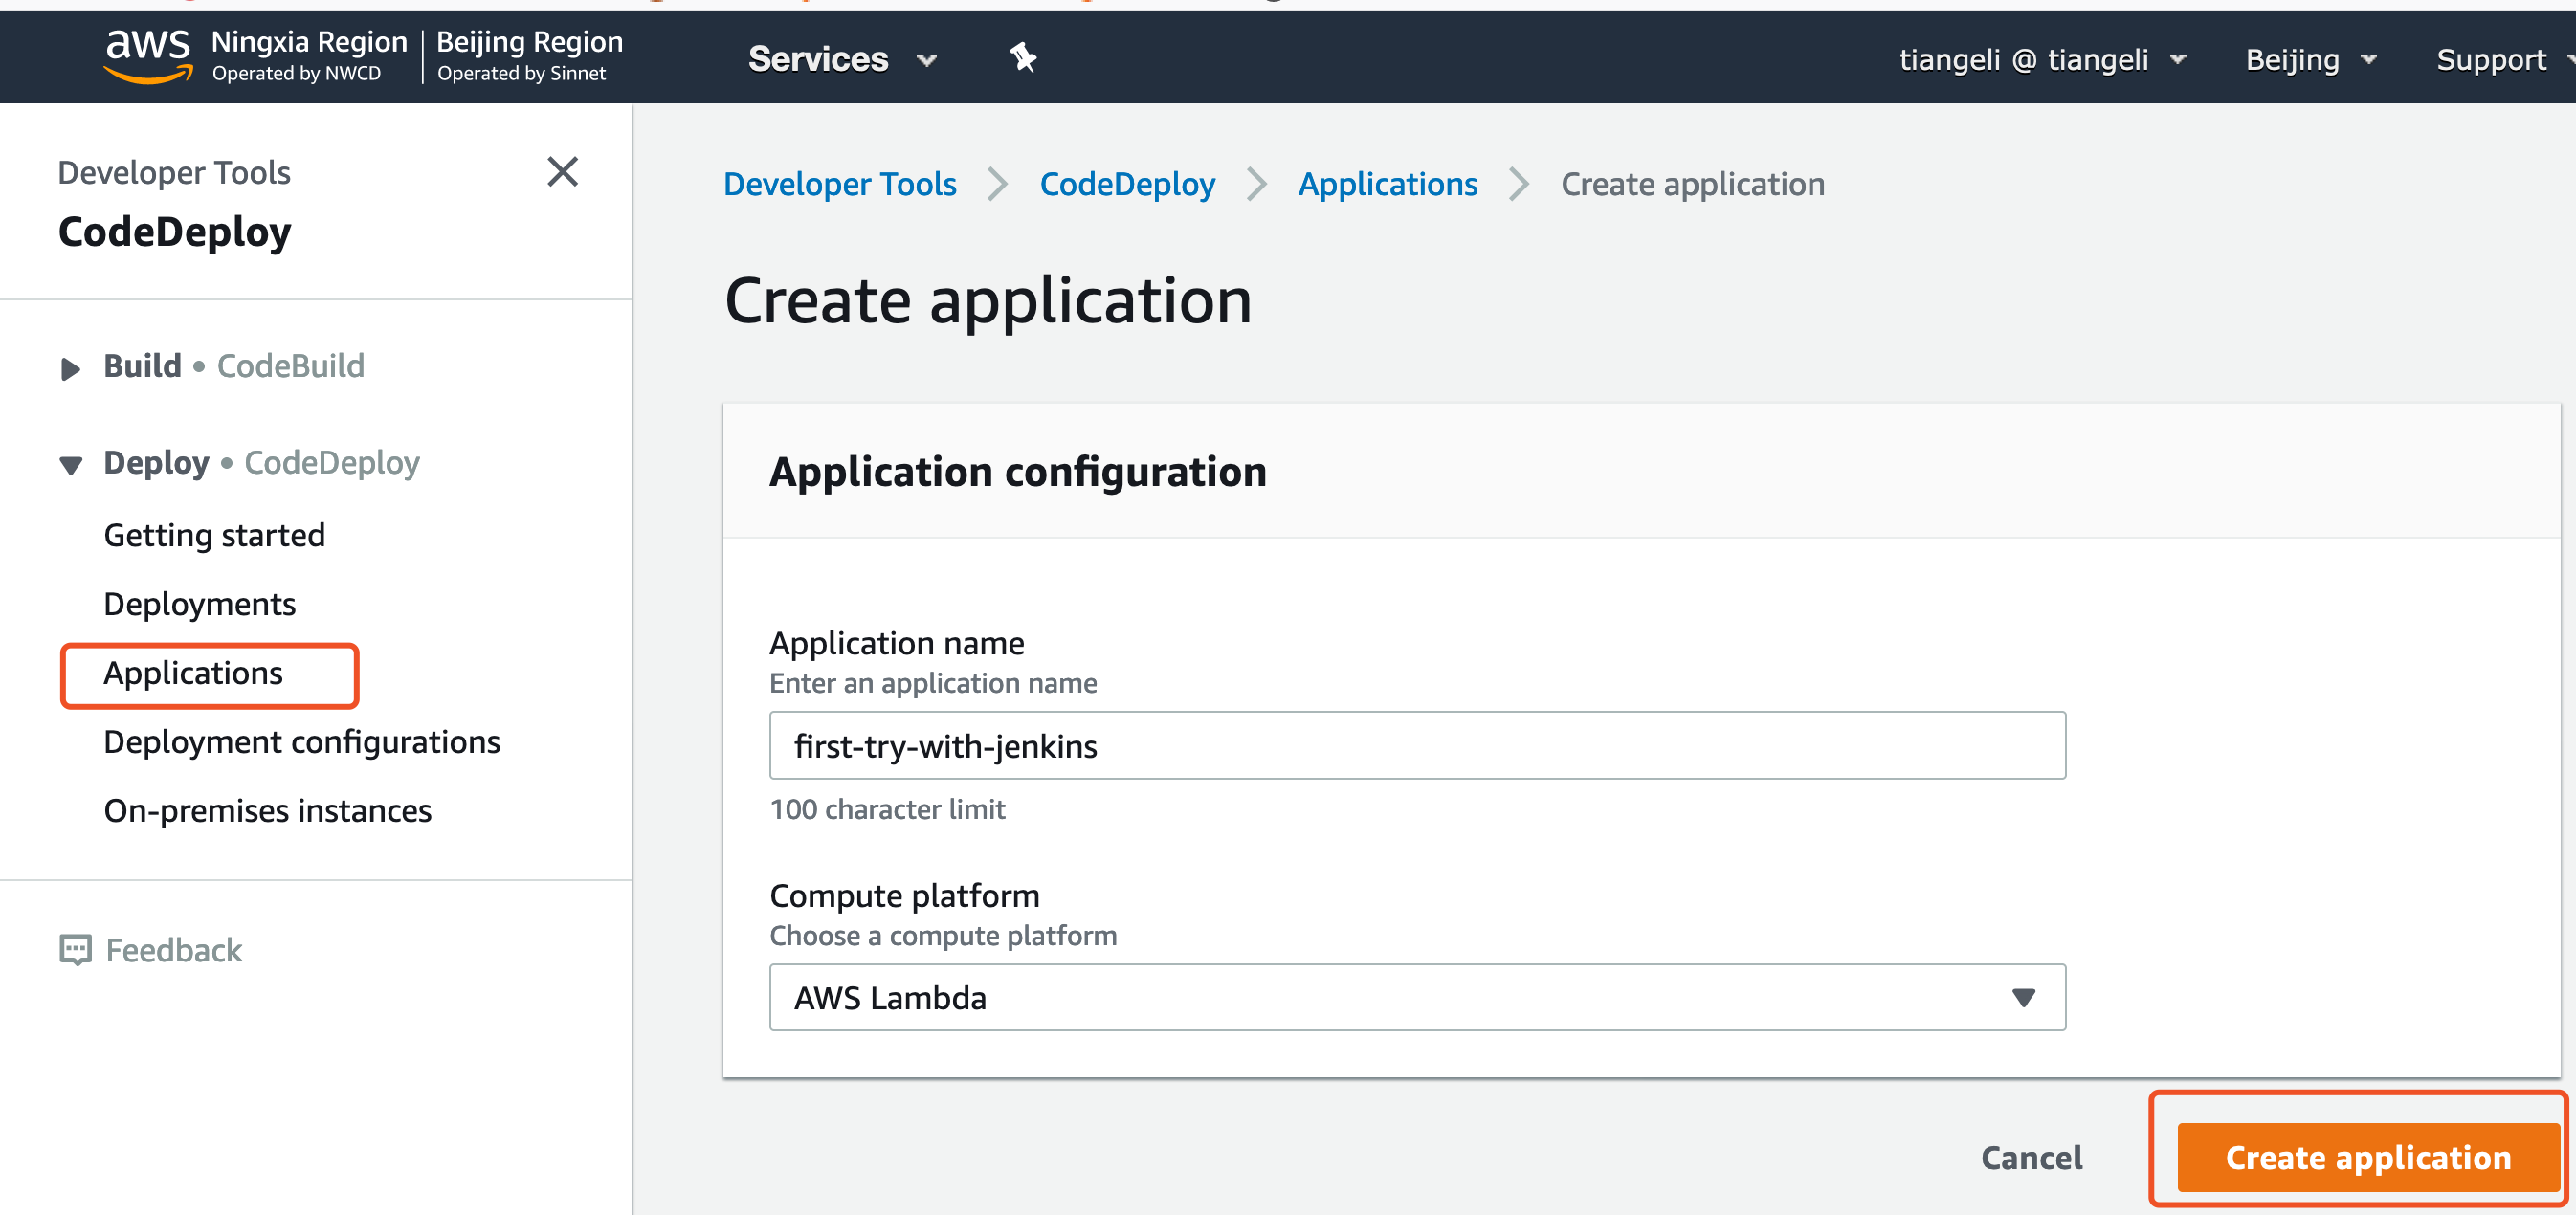 aws Ningxia Region Beijing Region
Operated by NWCD Operated by Sinnet
Services
tiangeli @ tiangeli
Beijing
Support
Developer Tools
CodeDeploy
Build • CodeBuild
Deploy • CodeDeploy
Getting started
Deployments
Applications
Deployment configurations
On-premises instances
Feedback
Developer Tools CodeDeploy Applications Create application
Create application
Application configuration
Application name
Enter an application name
first-try-with-jenkins
100 character limit
Compute platform
Choose a compute platform
AWS Lambda
Cancel
Create application